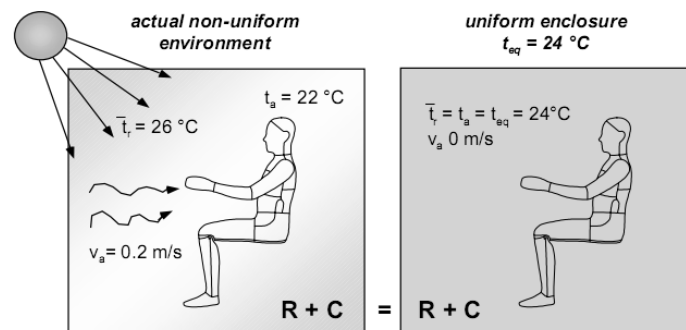 actual non-uniform
environment
uniform enclosure
t_eq = 24 °C
t_a = 22 °C
t̅_r = 26 °C
v_a = 0.2 m/s
R + C
=
t̅_r = t_a = t_eq = 24°C
v_a 0 m/s
R + C